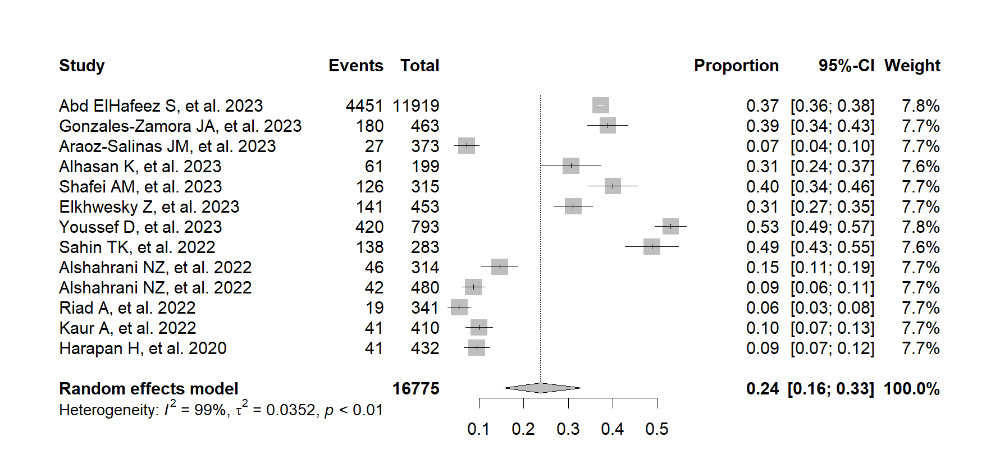 Study Events Total Proportion 95%-CI Weight
Abd ElHafeez S, et al. 2023 4451 11919 0.37 [0.36; 0.38] 7.8%
Gonzales-Zamora JA, et al. 2023 180 463 0.39 [0.34; 0.43] 7.7%
Araoz-Salinas JM, et al. 2023 27 373 0.07 [0.04; 0.10] 7.7%
Alhasan K, et al. 2023 61 199 0.31 [0.24; 0.37] 7.6%
Shafei AM, et al. 2023 126 315 0.40 [0.34; 0.46] 7.7%
Elkhwesky Z, et al. 2023 141 453 0.31 [0.27; 0.35] 7.7%
Youssef D, et al. 2023 420 793 0.53 [0.49; 0.57] 7.8%
Sahin TK, et al. 2022 138 283 0.49 [0.43; 0.55] 7.6%
Alshahrani NZ, et al. 2022 46 314 0.15 [0.11; 0.19] 7.7%
Alshahrani NZ, et al. 2022 42 480 0.09 [0.06; 0.11] 7.7%
Riad A, et al. 2022 19 341 0.06 [0.03; 0.08] 7.7%
Kaur A, et al. 2022 41 410 0.10 [0.07; 0.13] 7.7%
Harapan H, et al. 2020 41 432 0.09 [0.07; 0.12] 7.7%
Random effects model 16775 0.24 [0.16; 0.33] 100.0%
Heterogeneity: I² = 99%, τ² = 0.0352, p < 0.01
0.1 0.2 0.3 0.4 0.5